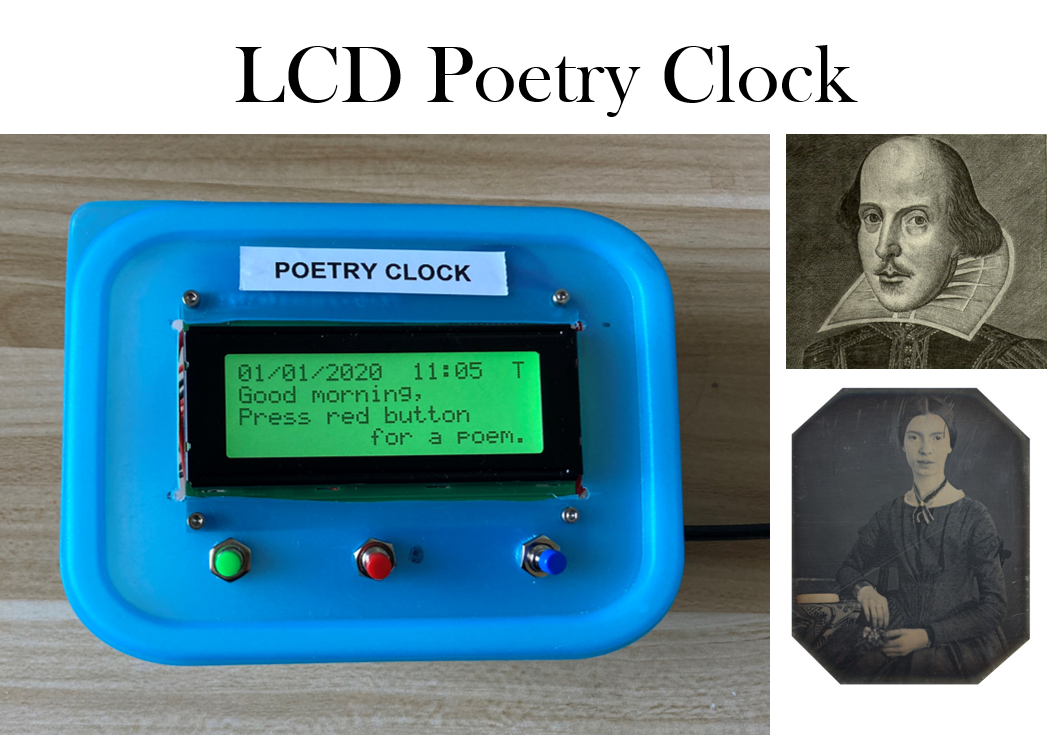 LCD Poetry Clock
POETRY CLOCK
01/01/2020 11:05 T
Good morning,
Press red button
for a poem.